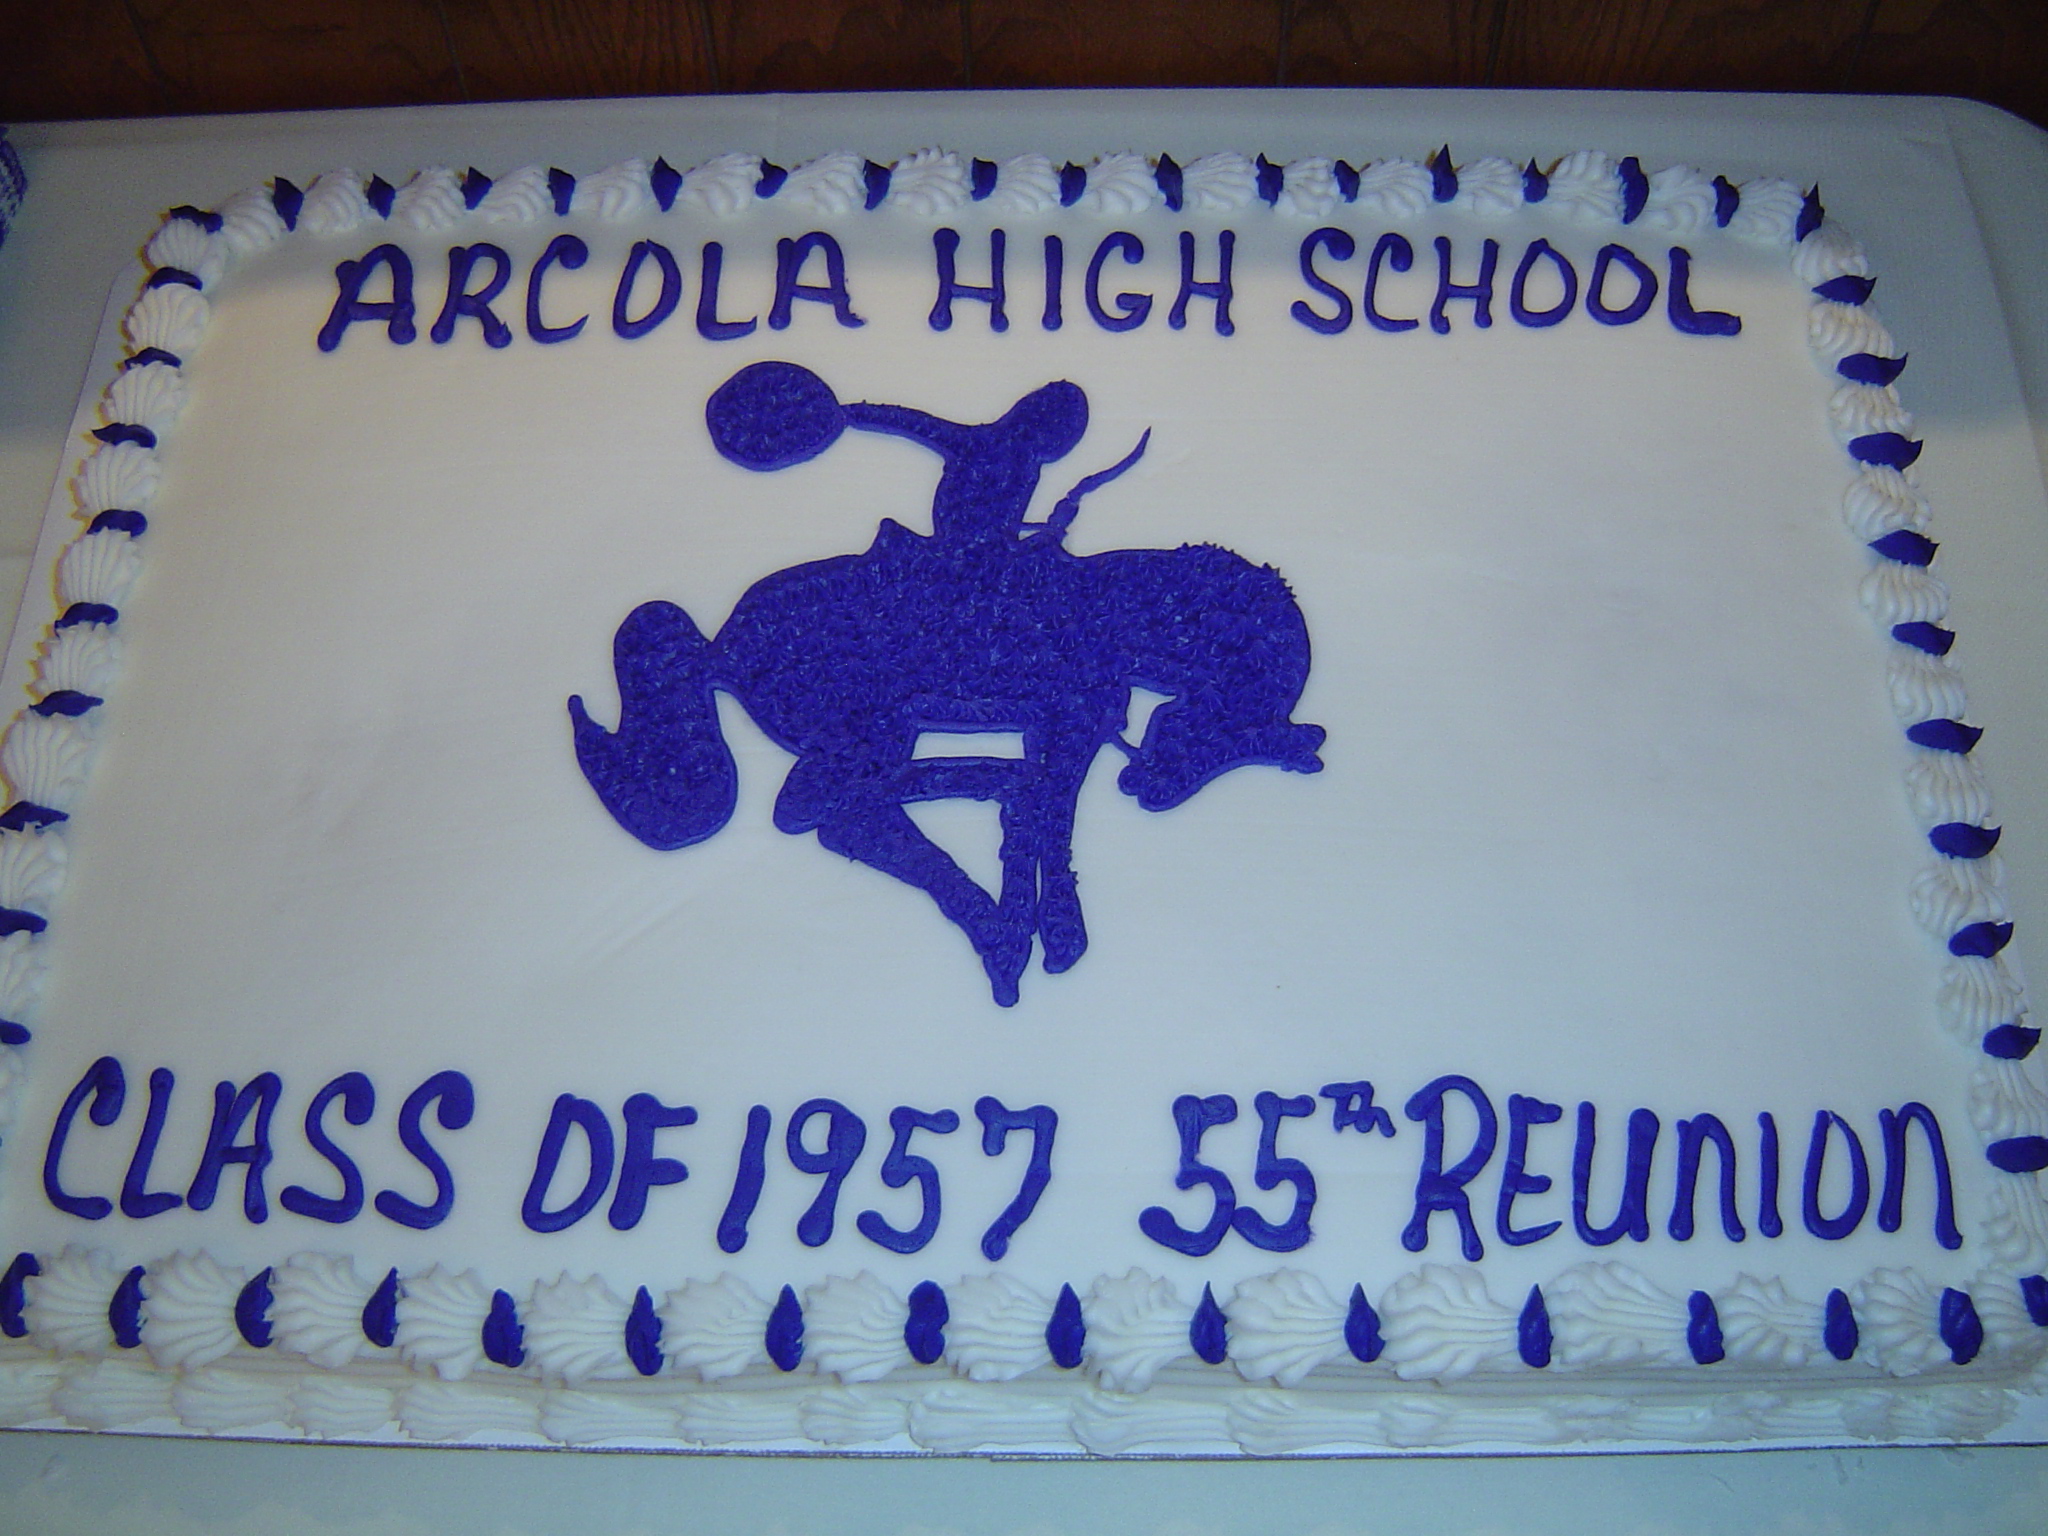 ARCOLA HIGH SCHOOL
CLASS OF 1957 55Th REUNION